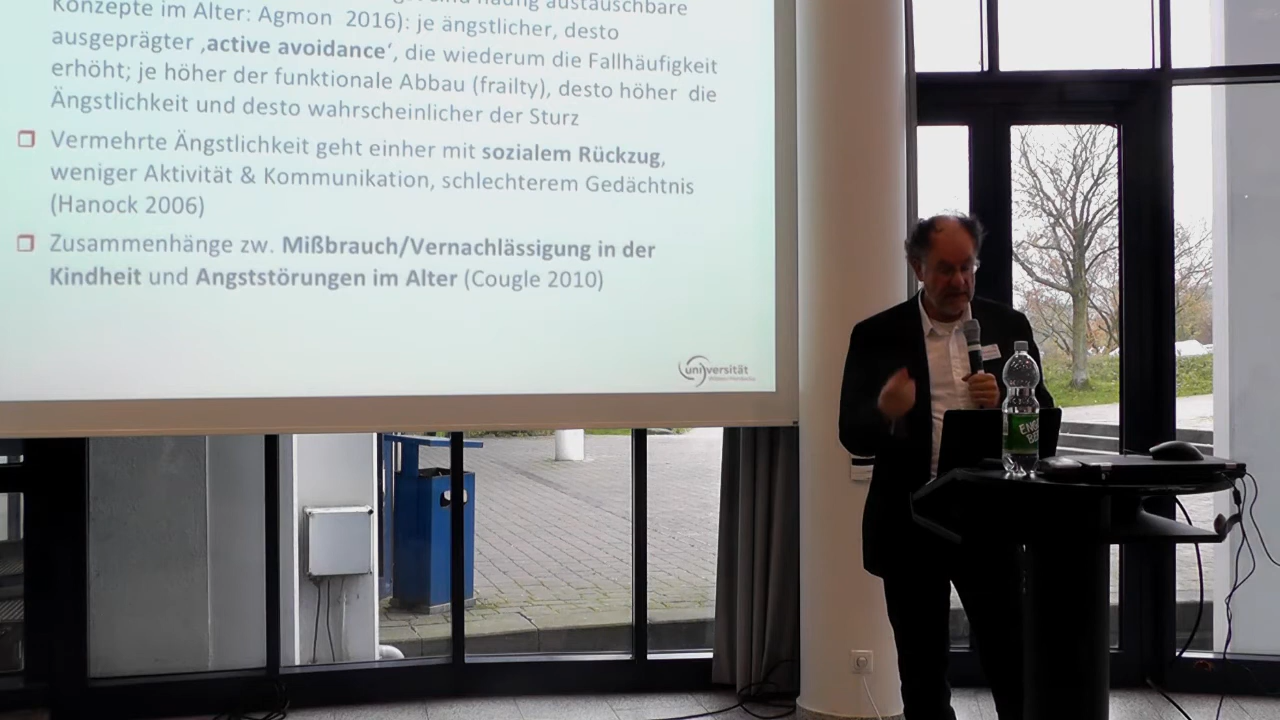 austauschbare
Konzepte im Alter: Agmon 2016): je ängstlicher, desto
ausgeprägter ‚active avoidance‘, die wiederum die Fallhäufigkeit
erhöht; je höher der funktionale Abbau (frailty), desto höher die
Ängstlichkeit und desto wahrscheinlicher der Sturz
Vermehrte Ängstlichkeit geht einher mit sozialem Rückzug,
weniger Aktivität & Kommunikation, schlechterem Gedächtnis
(Hanock 2006)
Zusammenhänge zw. Mißbrauch/Vernachlässigung in der
Kindheit und Angststörungen im Alter (Cougle 2010)
universität